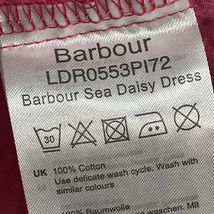 Barbour
LDR0553PI72
Barbour Sea Daisy Dress
30
UK 100% Cotton
Use delicate wash cycle. Wash with
similar colours
100% Baumwolle